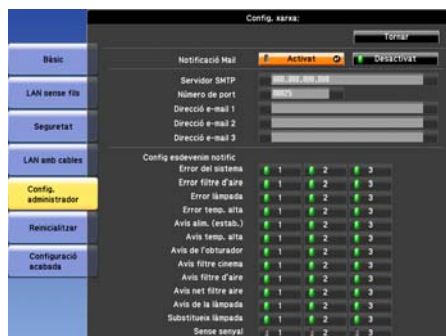 Config. xarxa:
Tornar
Bàsic
LAN sense fils
Seguretat
LAN amb cables
Config. administrador
Reinicialitzar
Configuració acabada
Notificació Mail Activat Desactivat
Servidor SMTP
Número de port
Direcció e-mail 1
Direcció e-mail 2
Direcció e-mail 3
Config esdevenim notific
Error del sistema 1 2 3
Error filtre d'aire 1 2 3
Error làmpada 1 2 3
Error temp. alta 1 2 3
Avís alim. (estab.) 1 2 3
Avís temp. alta 1 2 3
Avís de l'obturador 1 2 3
Avís filtre cinema 1 2 3
Avís filtre d'aire 1 2 3
Avís net filtre aire 1 2 3
Avís de la làmpada 1 2 3
Substitueix làmpada 1 2 3
Sense senyal 1 2 3